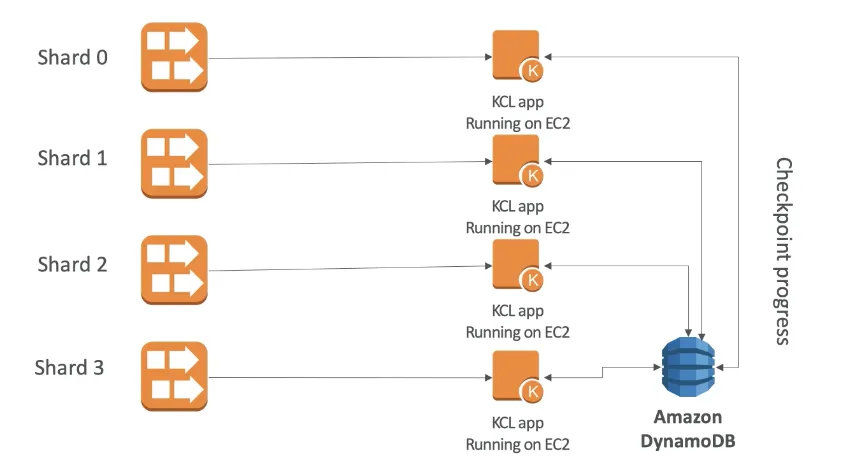 Shard 0
K
KCL app
Running on EC2
Shard 1
K
KCL app
Running on EC2
Shard 2
K
KCL app
Running on EC2
Shard 3
K
KCL app
Running on EC2
Checkpoint progress
Amazon
DynamoDB